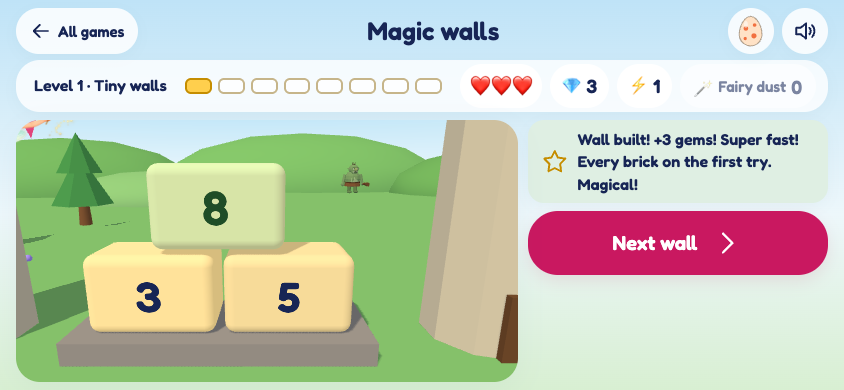 All games
Magic walls
Level 1 · Tiny walls
3
1
Fairy dust 0
8
3
5
Wall built! +3 gems! Super fast!
Every brick on the first try.
Magical!
Next wall